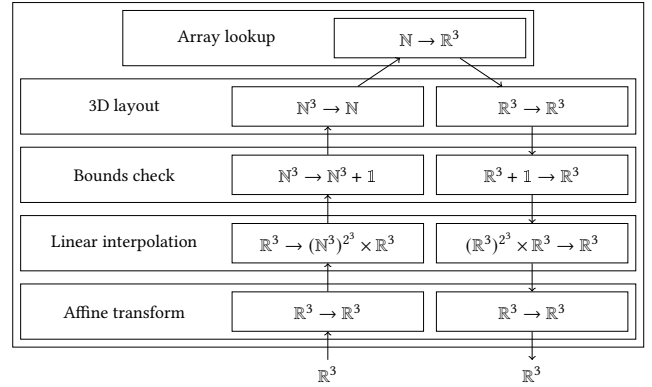 Array lookup ℕ → ℝ³
3D layout ℕ³ → ℕ ℝ³ → ℝ³
Bounds check ℕ³ → ℕ³ + 𝟙 ℝ³ + 𝟙 → ℝ³
Linear interpolation ℝ³ → (ℕ³)^2³ × ℝ³ (ℝ³)^2³ × ℝ³ → ℝ³
Affine transform ℝ³ → ℝ³ ℝ³ → ℝ³
ℝ³ ℝ³